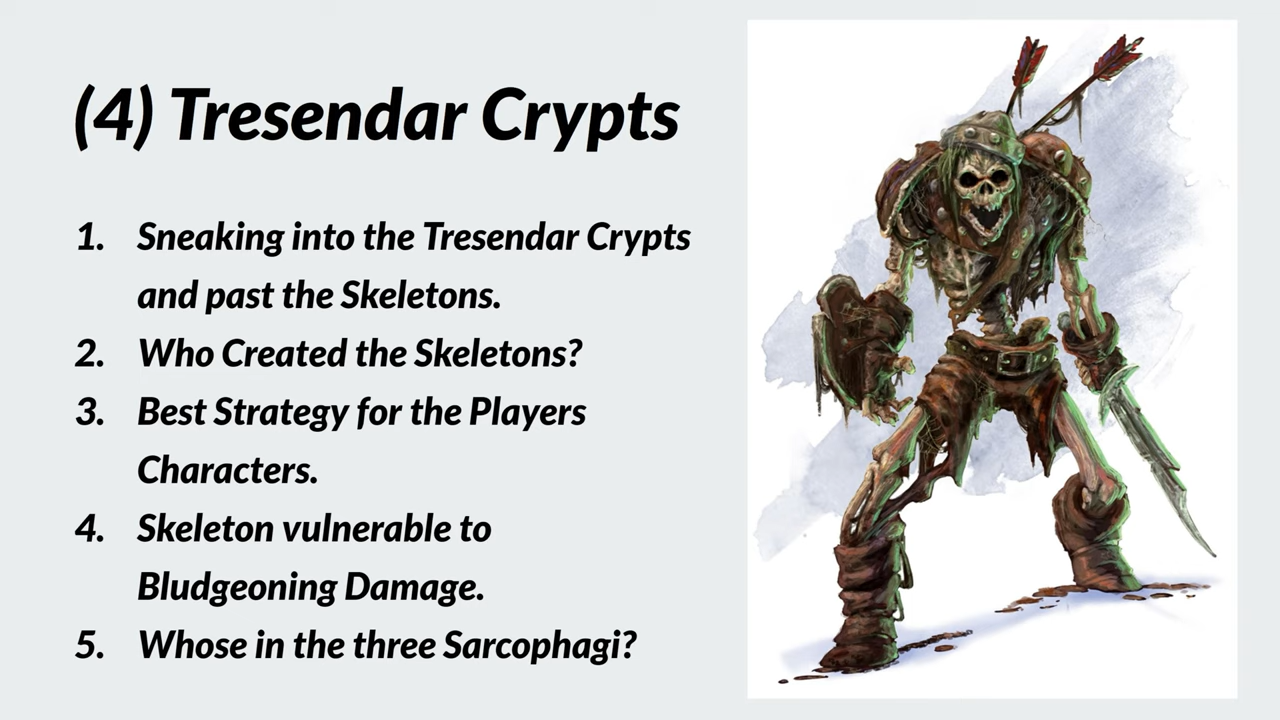 (4) Tresendar Crypts
1. Sneaking into the Tresendar Crypts
and past the Skeletons.
2. Who Created the Skeletons?
3. Best Strategy for the Players
Characters.
4. Skeleton vulnerable to
Bludgeoning Damage.
5. Whose in the three Sarcophagi?